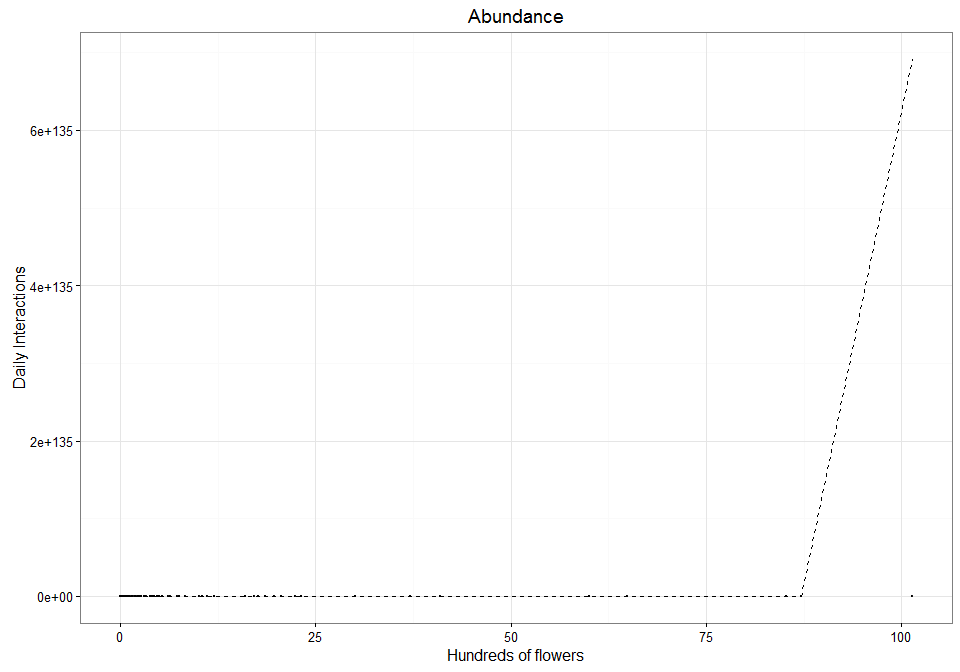 Abundance
Daily Interactions
6e+135
4e+135
2e+135
0e+00
0 25 50 75 100
Hundreds of flowers